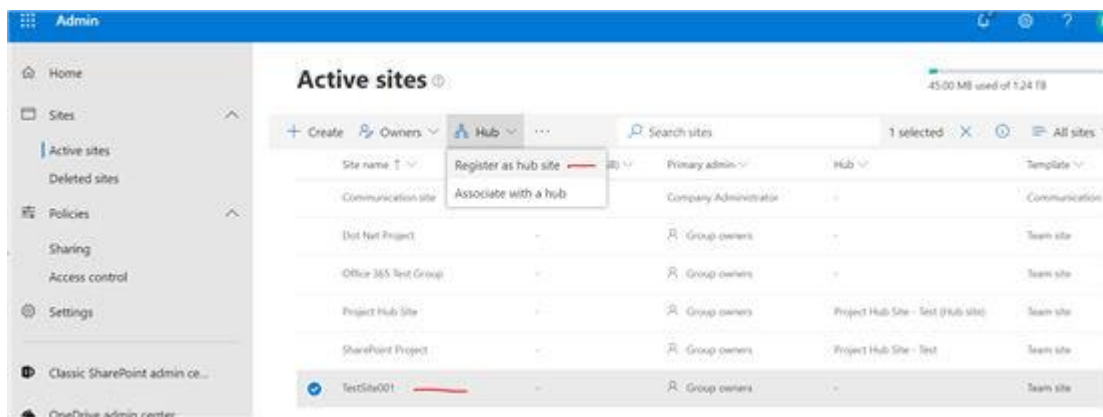 Admin
Home
Sites
Active sites
Deleted sites
Policies
Sharing
Access control
Settings
Classic SharePoint admin ce...
OneDrive admin center
Active sites
45.00 MB used of 1.24 TB
+ Create Owners Hub ... Search sites 1 selected All sites
Site name ↑ Primary admin Hub Template
Register as hub site
Associate with a hub
Communication site Company Administrator - Communication
Dot Net Project - Group owners - Team site
Office 365 Test Group - Group owners - Team site
Project Hub Site - Group owners Project Hub Site - Test (Hub site) Team site
SharePoint Project - Group owners Project Hub Site - Test Team site
TestSite001 - Group owners - Team site